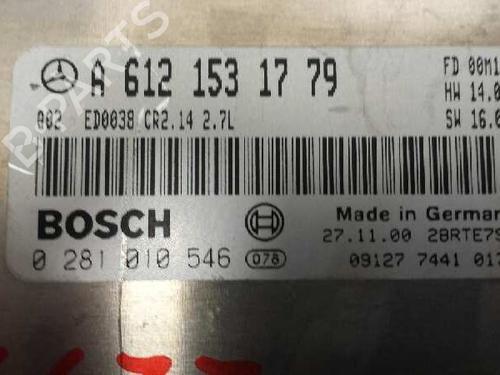 A 612 153 17 79
FD 00M1
HW 14.0
002 ED0038 CR2.14 2.7L
SW 16.0
BOSCH
Made in German
27.11.00 28RTE79
0 281 010 546 078
09127 7441 017